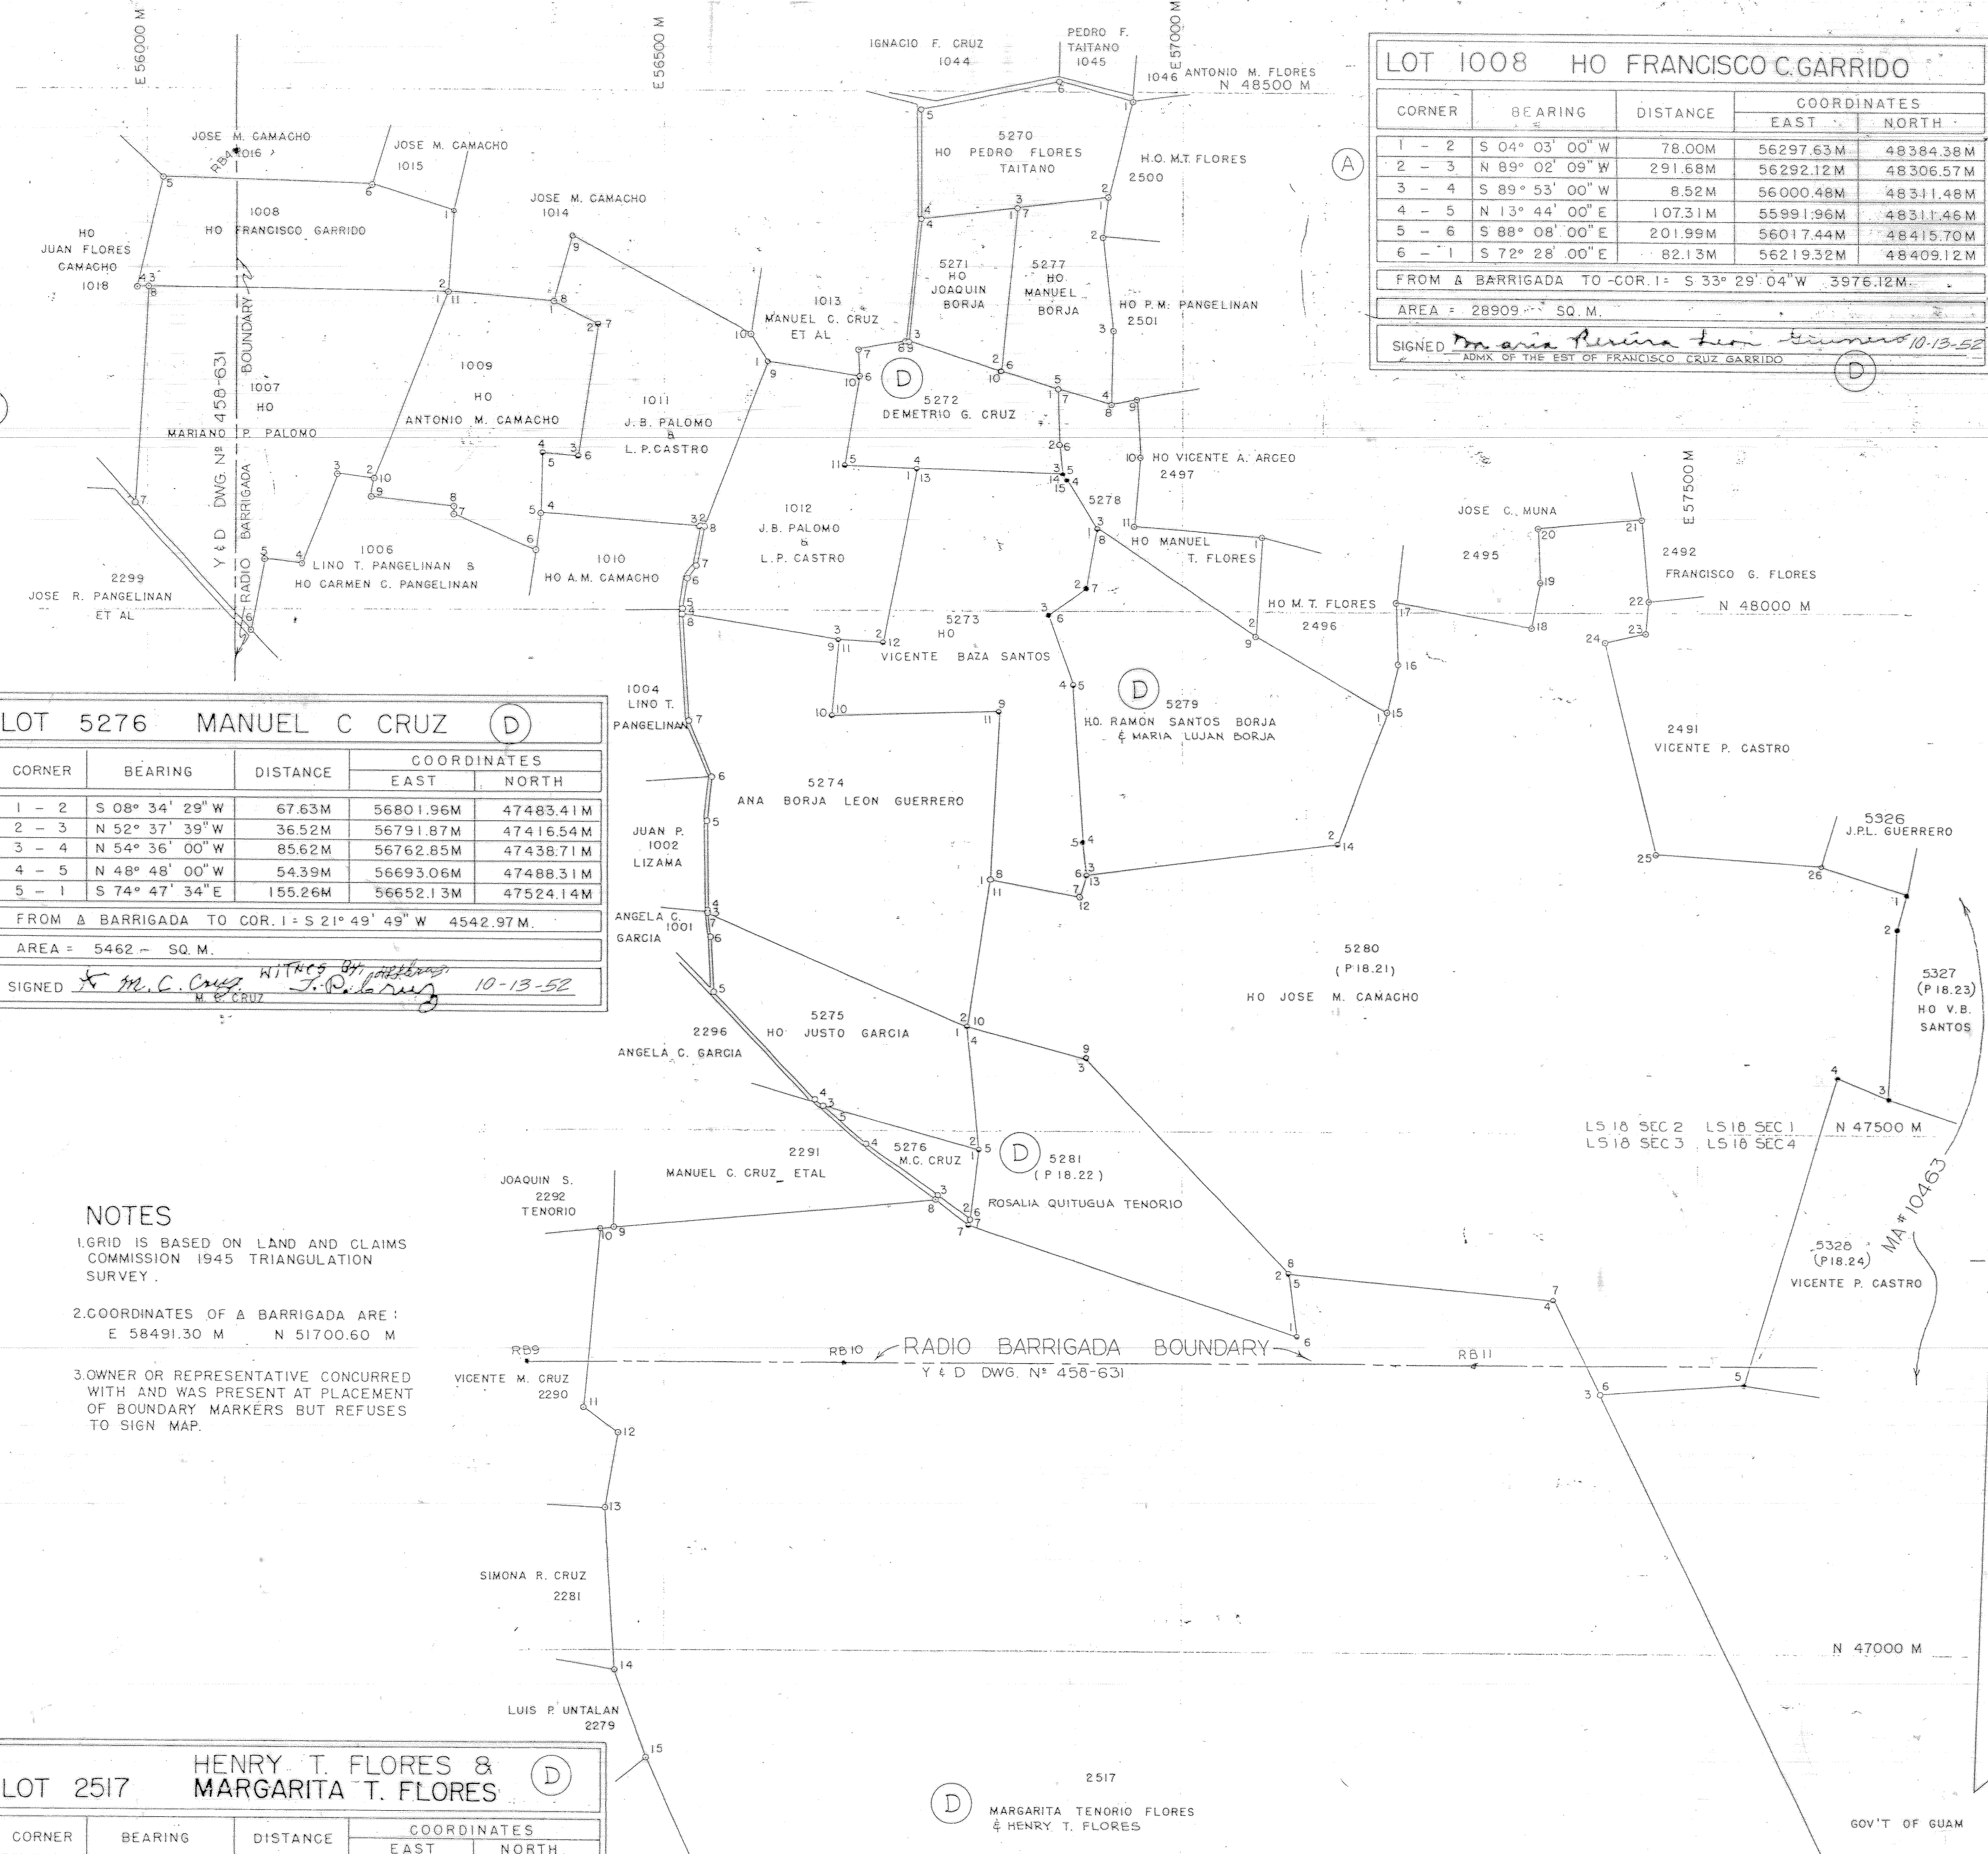 E 56000 M
E 56500 M
E 57000 M
IGNACIO F. CRUZ
1044
PEDRO F.
TAITANO
1045
1046 ANTONIO M. FLORES
N 48500 M
LOT 1008 HO FRANCISCO C. GARRIDO
CORNER BEARING DISTANCE COORDINATES
EAST NORTH
1 - 2 S 04° 03' 00" W 78.00M 56297.63M 48384.38M
2 - 3 N 89° 02' 09" W 291.68M 56292.12M 48306.57M
3 - 4 S 89° 53' 00" W 8.52M 56000.48M 48311.48M
4 - 5 N 13° 44' 00" E 107.31M 55991.96M 48311.46M
5 - 6 S 88° 08' 00" E 201.99M 56017.44M 48415.70M
6 - 1 S 72° 28' 00" E 82.13M 56219.32M 48409.12M
FROM Δ BARRIGADA TO COR. 1 = S 33° 29' 04" W 3976.12M.
AREA = 28909 SQ. M.
SIGNED Maria Pereira Leon Guerrero 10-13-52
ADMX OF THE EST OF FRANCISCO CRUZ GARRIDO
D
A
JOSE M. CAMACHO
1016
RB4
JOSE M. CAMACHO
1015
JOSE M. CAMACHO
1014
5270
HO PEDRO FLORES
TAITANO
H.O. M.T. FLORES
2500
1008
HO FRANCISCO GARRIDO
HO
JUAN FLORES
CAMACHO
1018
5271
HO
JOAQUIN
BORJA
5277
HO
MANUEL
BORJA
HO P.M. PANGELINAN
2501
1013
MANUEL C. CRUZ
ET AL
D
5272
DEMETRIO G. CRUZ
Y & D DWG. Nº 458-631
RADIO BARRIGADA BOUNDARY
1007
HO
MARIANO P. PALOMO
1009
HO
ANTONIO M. CAMACHO
1011
J.B. PALOMO
&
L.P. CASTRO
HO VICENTE A. ARCEO
2497
E 57500 M
5278
HO MANUEL
T. FLORES
1012
J.B. PALOMO
&
L.P. CASTRO
JOSE C. MUNA
2495
2492
FRANCISCO G. FLORES
N 48000 M
2299
JOSE R. PANGELINAN
ET AL
1006
LINO T. PANGELINAN &
HO CARMEN C. PANGELINAN
1010
HO A.M. CAMACHO
HO M.T. FLORES
2496
5273
HO
VICENTE BAZA SANTOS
1004
LINO T.
PANGELINAN
D
5279
H.O. RAMON SANTOS BORJA
& MARIA LUJAN BORJA
2491
VICENTE P. CASTRO
LOT 5276 MANUEL C CRUZ D
CORNER BEARING DISTANCE COORDINATES
EAST NORTH
1 - 2 S 08° 34' 29" W 67.63M 56801.96M 47483.41M
2 - 3 N 52° 37' 39" W 36.52M 56791.87M 47416.54M
3 - 4 N 54° 36' 00" W 85.62M 56762.85M 47438.71M
4 - 5 N 48° 48' 00" W 54.39M 56693.06M 47488.31M
5 - 1 S 74° 47' 34" E 155.26M 56652.13M 47524.14M
FROM Δ BARRIGADA TO COR. 1 = S 21° 49' 49" W 4542.97 M.
AREA = 5462 - SQ. M.
SIGNED X M. C. Cruz. WITNES BY J.P. Cruz 10-13-52
M. C. CRUZ
5274
ANA BORJA LEON GUERRERO
JUAN P.
1002
LIZAMA
5326
J.P.L. GUERRERO
ANGELA C.
1001
GARCIA
5280
(P 18.21)
HO JOSE M. CAMACHO
5327
(P 18.23)
HO V.B.
SANTOS
5275
HO JUSTO GARCIA
2296
ANGELA C. GARCIA
LS 18 SEC 2 LS 18 SEC 1
LS 18 SEC 3 LS 18 SEC 4
N 47500 M
MA # 10463
5276
M.C. CRUZ
D
5281
(P 18.22)
ROSALIA QUITUGUA TENORIO
2291
MANUEL C. CRUZ ETAL
JOAQUIN S.
2292
TENORIO
5328
(P18.24)
VICENTE P. CASTRO
NOTES
1. GRID IS BASED ON LAND AND CLAIMS
COMMISSION 1945 TRIANGULATION
SURVEY.
2. COORDINATES OF Δ BARRIGADA ARE:
E 58491.30 M N 51700.60 M
3. OWNER OR REPRESENTATIVE CONCURRED
WITH AND WAS PRESENT AT PLACEMENT
OF BOUNDARY MARKERS BUT REFUSES
TO SIGN MAP.
RB9
RB10
RADIO BARRIGADA BOUNDARY
Y & D DWG. Nº 458-631
RB11
VICENTE M. CRUZ
2290
SIMONA R. CRUZ
2281
N 47000 M
LUIS P. UNTALAN
2279
LOT 2517 HENRY T. FLORES &
MARGARITA T. FLORES D
CORNER BEARING DISTANCE COORDINATES
EAST NORTH
2517
D
MARGARITA TENORIO FLORES
& HENRY T. FLORES
GOV'T OF GUAM